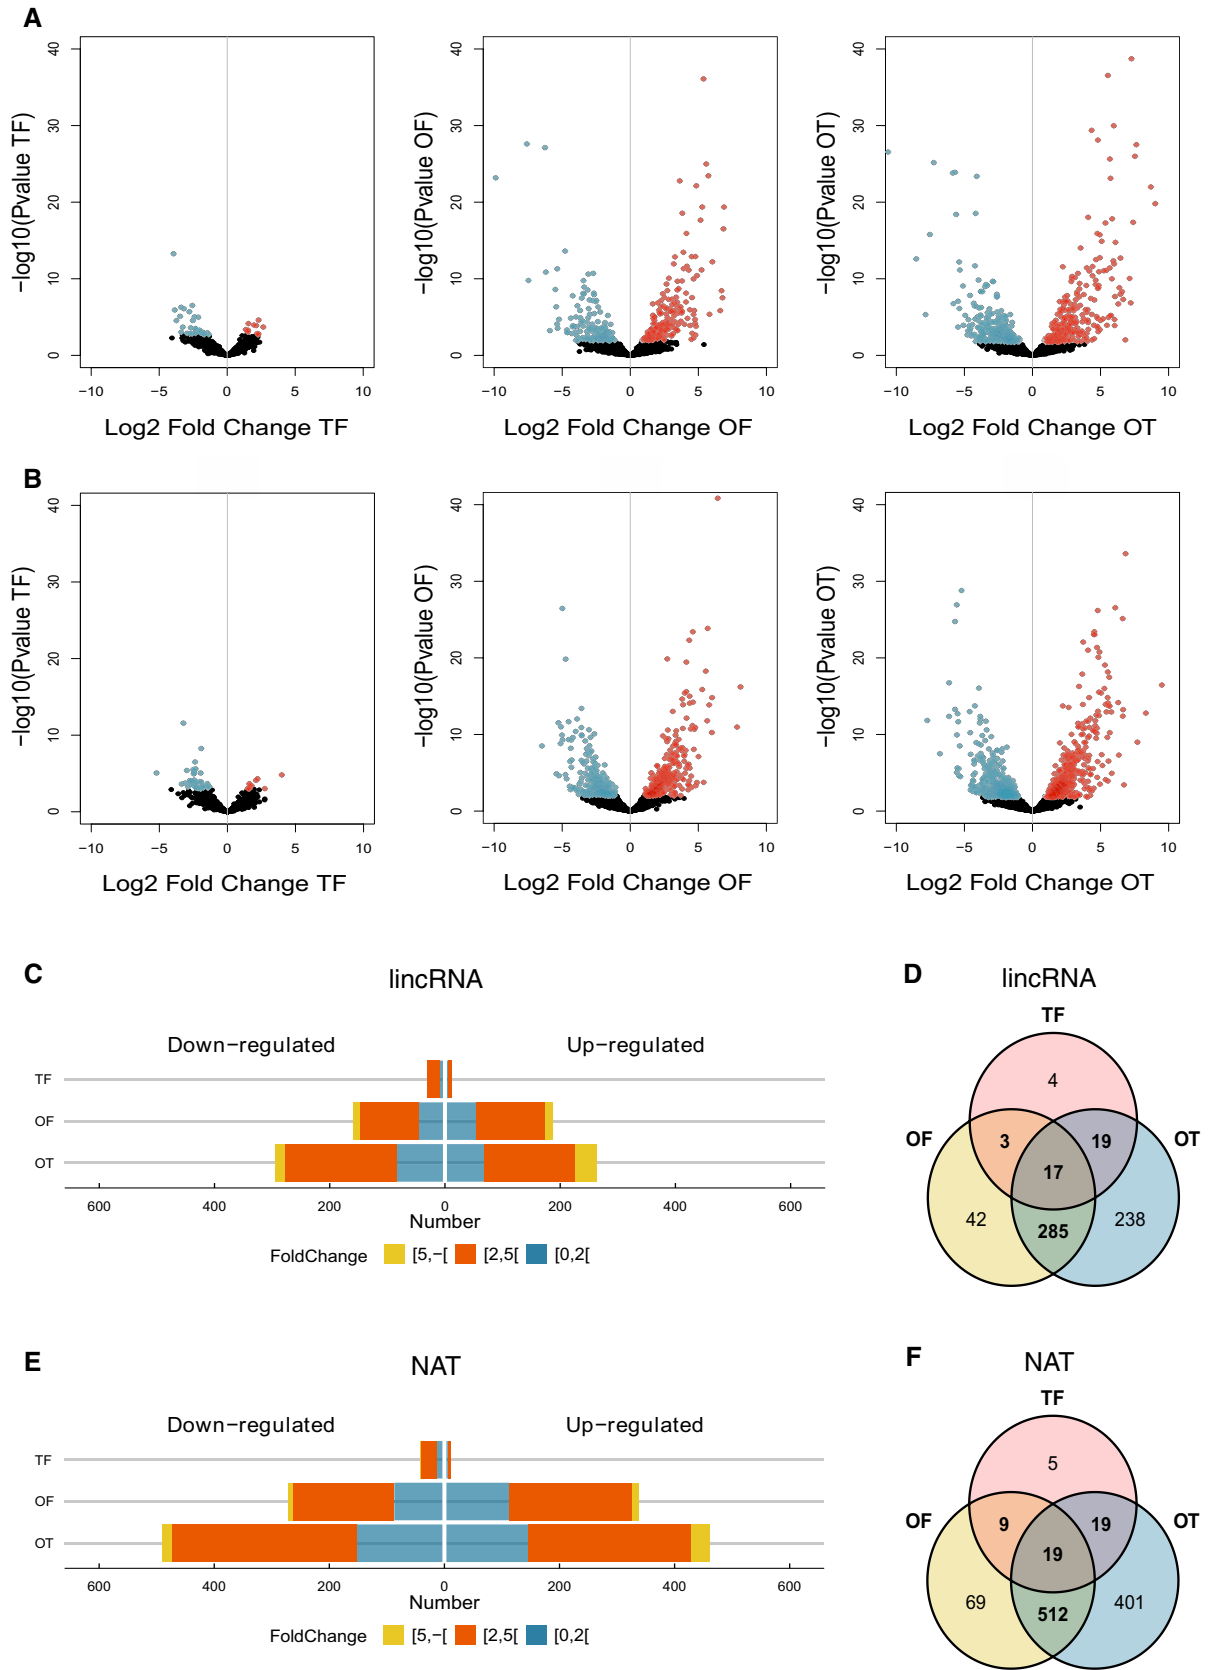 A
40
30
20
10
0
−log10(Pvalue TF)
−10 −5 0 5 10
Log2 Fold Change TF
40
30
20
10
0
−log10(Pvalue OF)
−10 −5 0 5 10
Log2 Fold Change OF
40
30
20
10
0
−log10(Pvalue OT)
−10 −5 0 5 10
Log2 Fold Change OT
B
40
30
20
10
0
−log10(Pvalue TF)
−10 −5 0 5 10
Log2 Fold Change TF
40
30
20
10
0
−log10(Pvalue OF)
−10 −5 0 5 10
Log2 Fold Change OF
40
30
20
10
0
−log10(Pvalue OT)
−10 −5 0 5 10
Log2 Fold Change OT
C
lincRNA
Down−regulated Up−regulated
TF
OF
OT
600 400 200 0 200 400 600
Number
FoldChange [5,−[ [2,5[ [0,2[
D
lincRNA
TF
4
OF 3 19 OT
17
42 285 238
E
NAT
Down−regulated Up−regulated
TF
OF
OT
600 400 200 0 200 400 600
Number
FoldChange [5,−[ [2,5[ [0,2[
F
NAT
TF
5
OF 9 19 OT
19
69 512 401